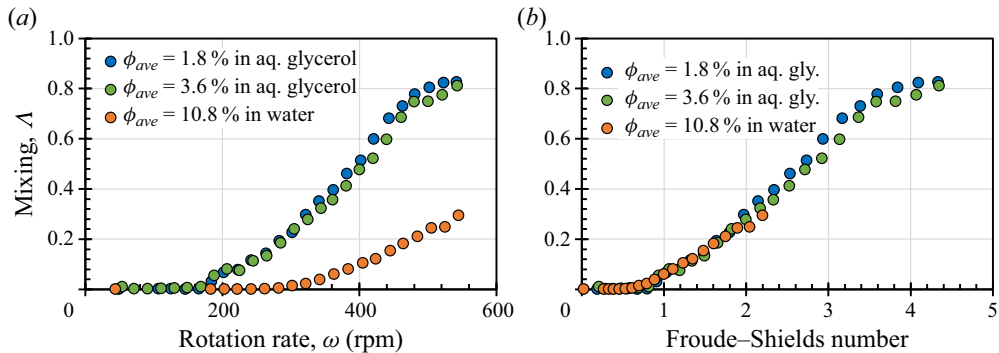 (a)
1.0
0.8
0.6
0.4
0.2
0
Mixing, Λ
ϕave = 1.8 % in aq. glycerol
ϕave = 3.6 % in aq. glycerol
ϕave = 10.8 % in water
200
400
600
Rotation rate, ω (rpm)
(b)
1.0
0.8
0.6
0.4
0.2
ϕave = 1.8 % in aq. gly.
ϕave = 3.6 % in aq. gly.
ϕave = 10.8 % in water
0
1
2
3
4
5
Froude–Shields number